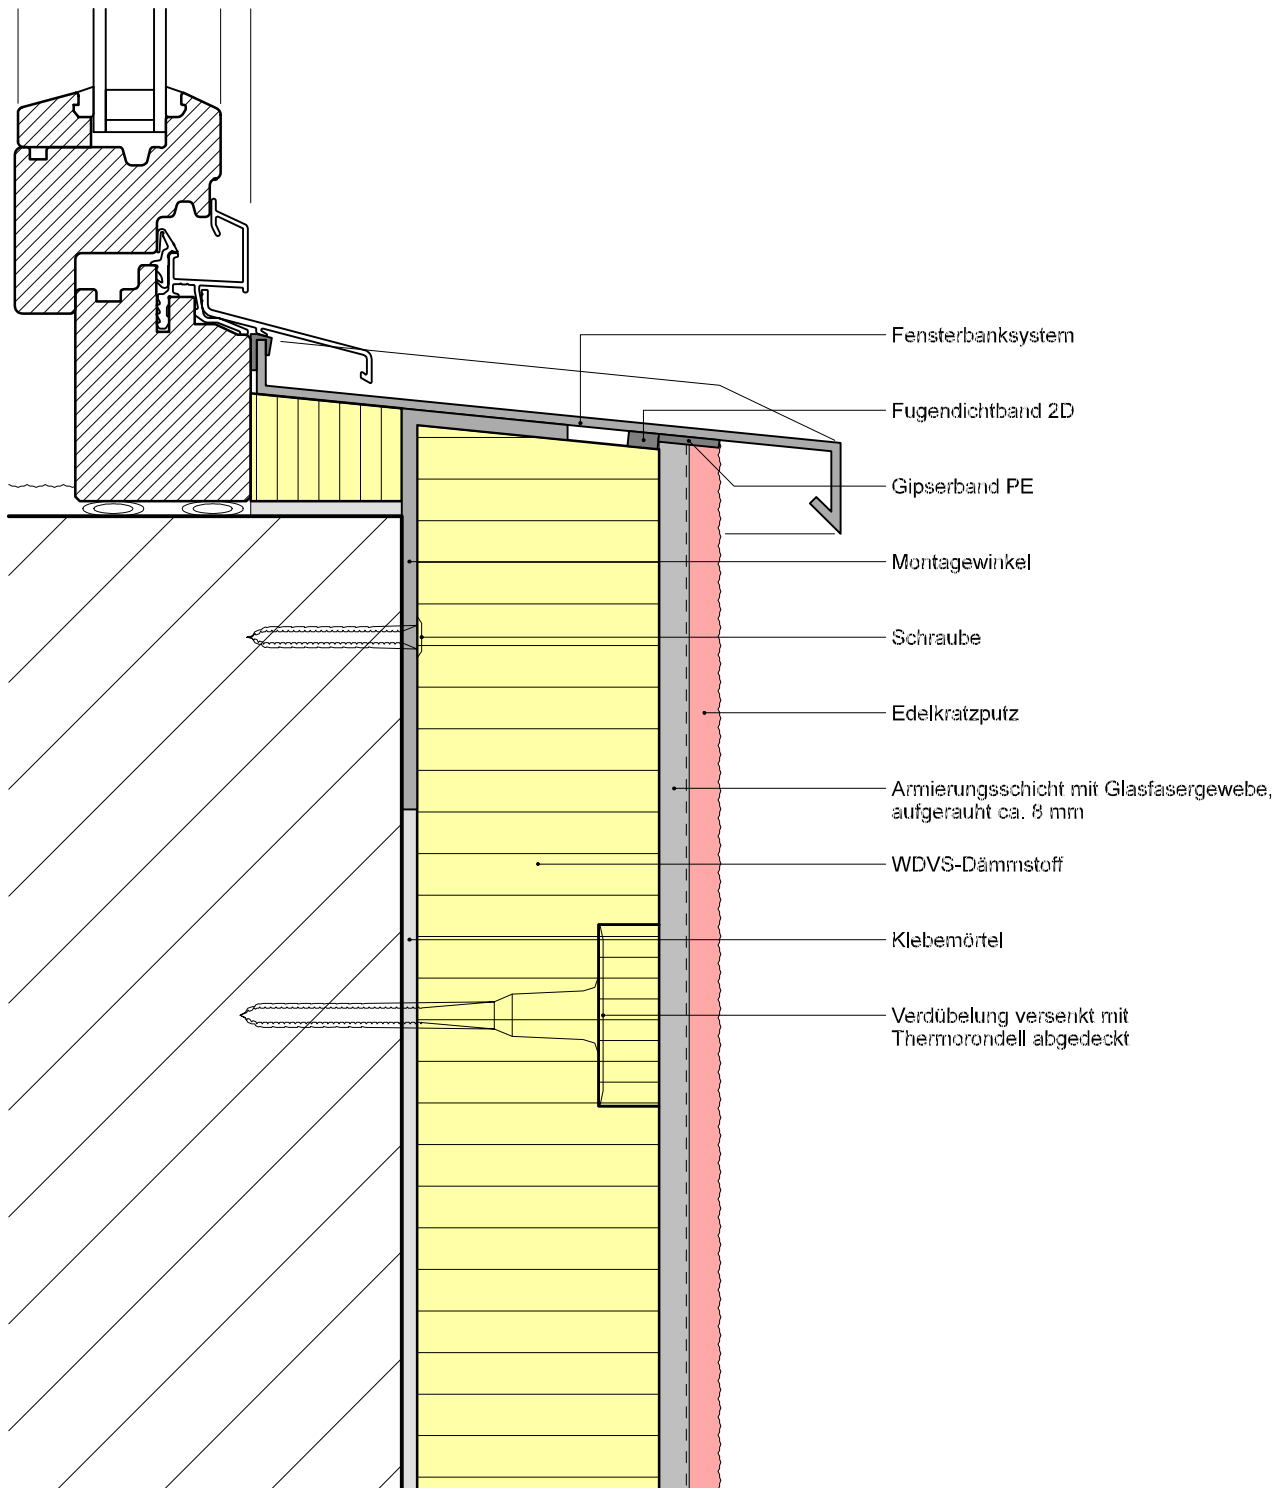 Fensterbanksystem
Fugendichtband 2D
Gipserband PE
Montagewinkel
Schraube
Edelkratzputz
Armierungsschicht mit Glasfasergewebe,
aufgerauht ca. 8 mm
WDVS-Dämmstoff
Klebemörtel
Verdübelung versenkt mit
Thermorondell abgedeckt